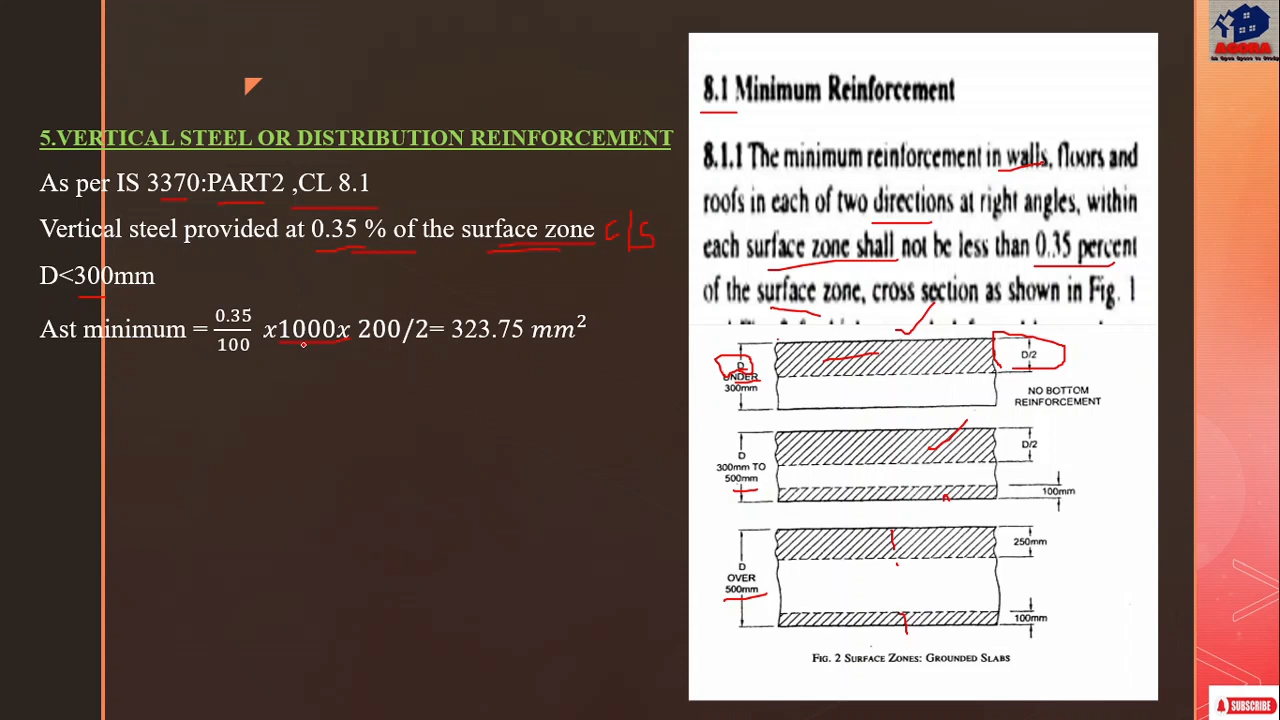 5.VERTICAL STEEL OR DISTRIBUTION REINFORCEMENT
As per IS 3370:PART2 ,CL 8.1
Vertical steel provided at 0.35 % of the surface zone c/s
D<300mm
Ast minimum = 0.35/100 x1000x 200/2= 323.75 mm²
8.1 Minimum Reinforcement
8.1.1 The minimum reinforcement in walls, floors and
roofs in each of two directions at right angles, within
each surface zone shall not be less than 0.35 percent
of the surface zone, cross section as shown in Fig. 1
D
UNDER
300mm
D/2
NO BOTTOM
REINFORCEMENT
D
300mm TO
500mm
D/2
100mm
D
OVER
500mm
250mm
100mm
FIG. 2 SURFACE ZONES: GROUNDED SLABS
AGORA
SUBSCRIBE